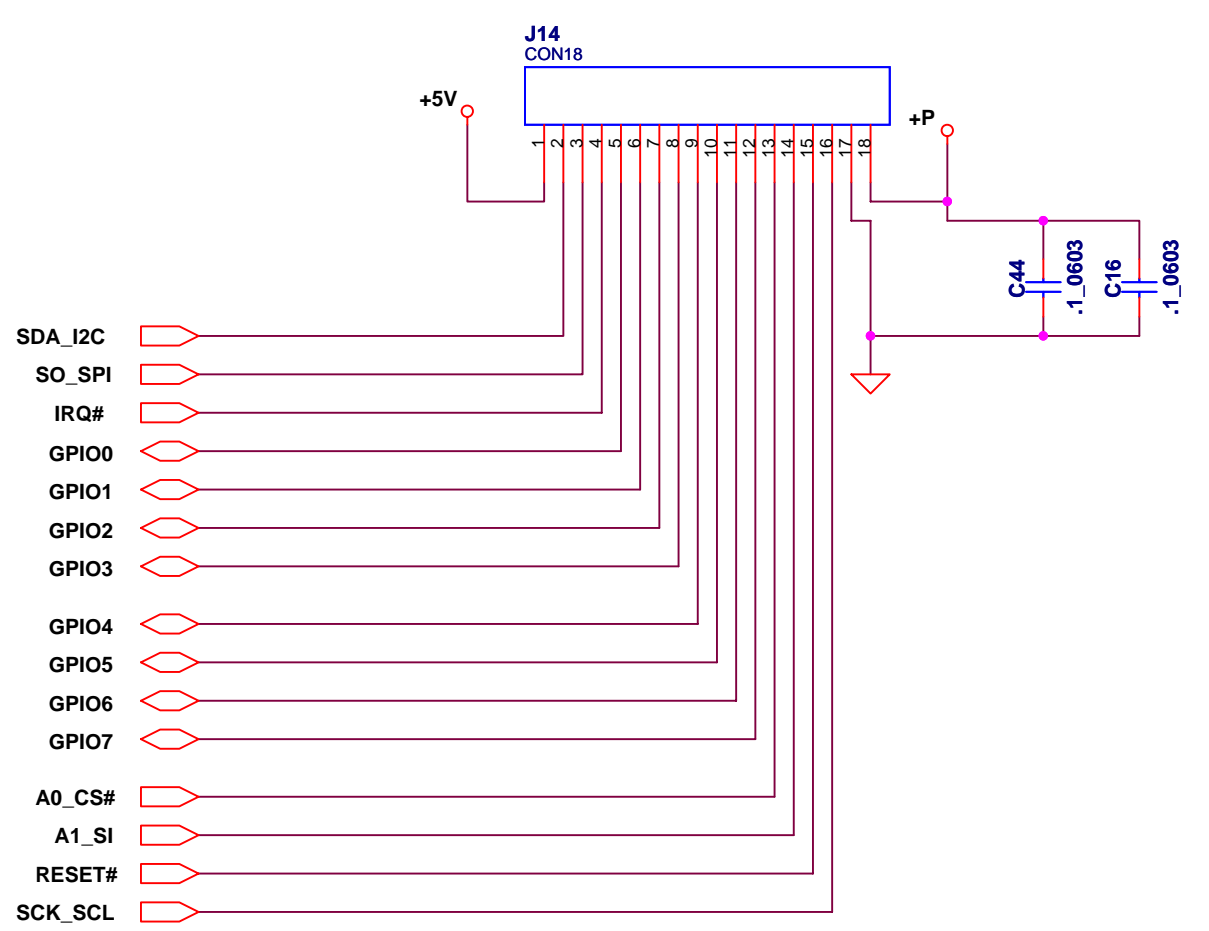 J14
CON18
+5V
+P
1
2
3
4
5
6
7
8
9
10
11
12
13
14
15
16
17
18
C44
.1_0603
C16
.1_0603
SDA_I2C
SO_SPI
IRQ#
GPIO0
GPIO1
GPIO2
GPIO3
GPIO4
GPIO5
GPIO6
GPIO7
A0_CS#
A1_SI
RESET#
SCK_SCL